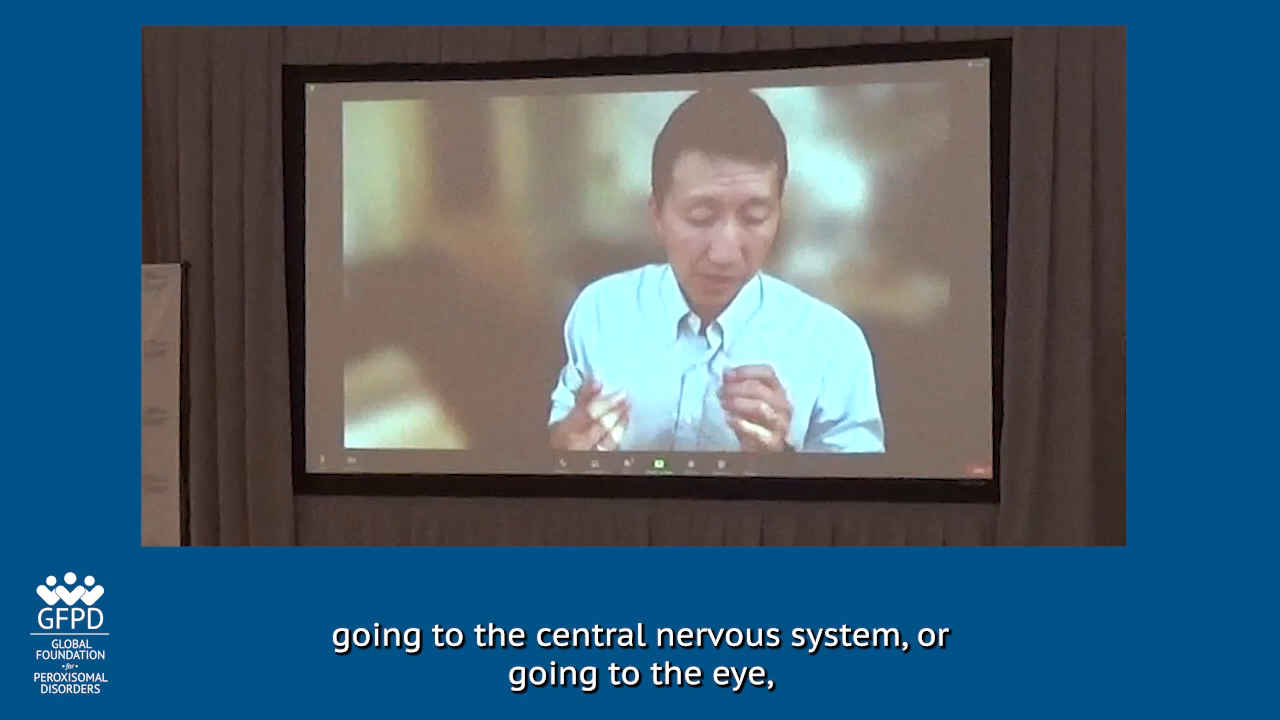 GFPD
GLOBAL
FOUNDATION
for
PEROXISOMAL
DISORDERS
going to the central nervous system, or
going to the eye,